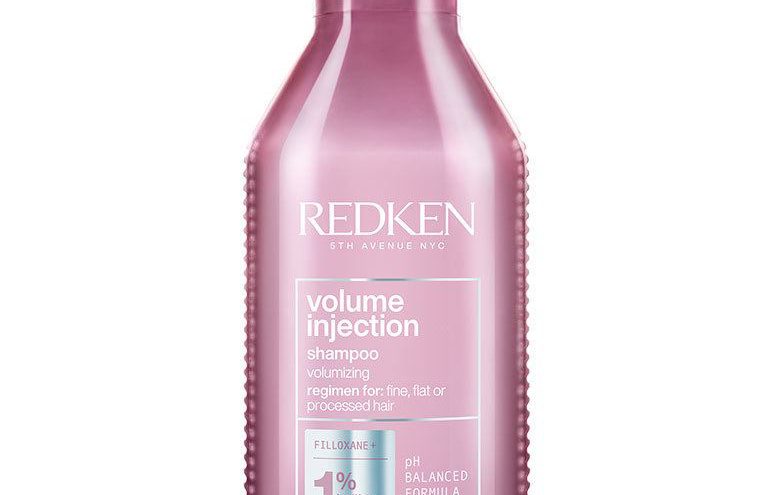 REDKEN
5TH AVENUE NYC
volume
injection
shampoo
volumizing
regimen for: fine, flat or
processed hair
FILLOXANE+
1%
pH
BALANCED
FORMULA